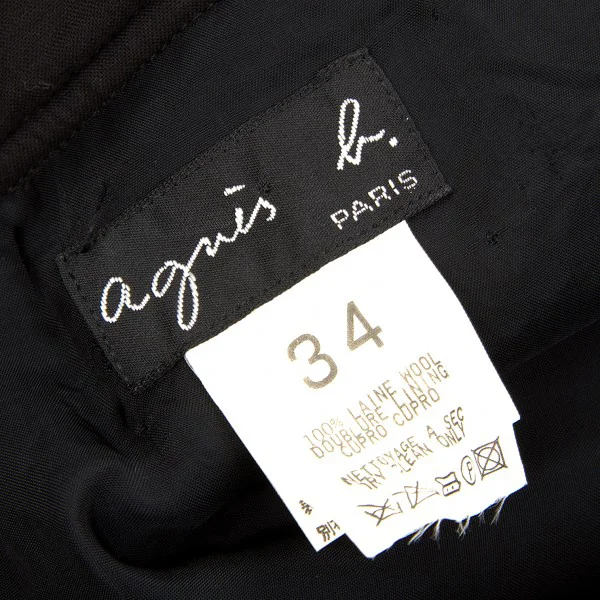 agnès b.
PARIS
34
100% LAINE WOOL
DOUBLURE LINING
CUPRO CUPRO
NETTOYAGE A SEC
DRY CLEAN ONLY